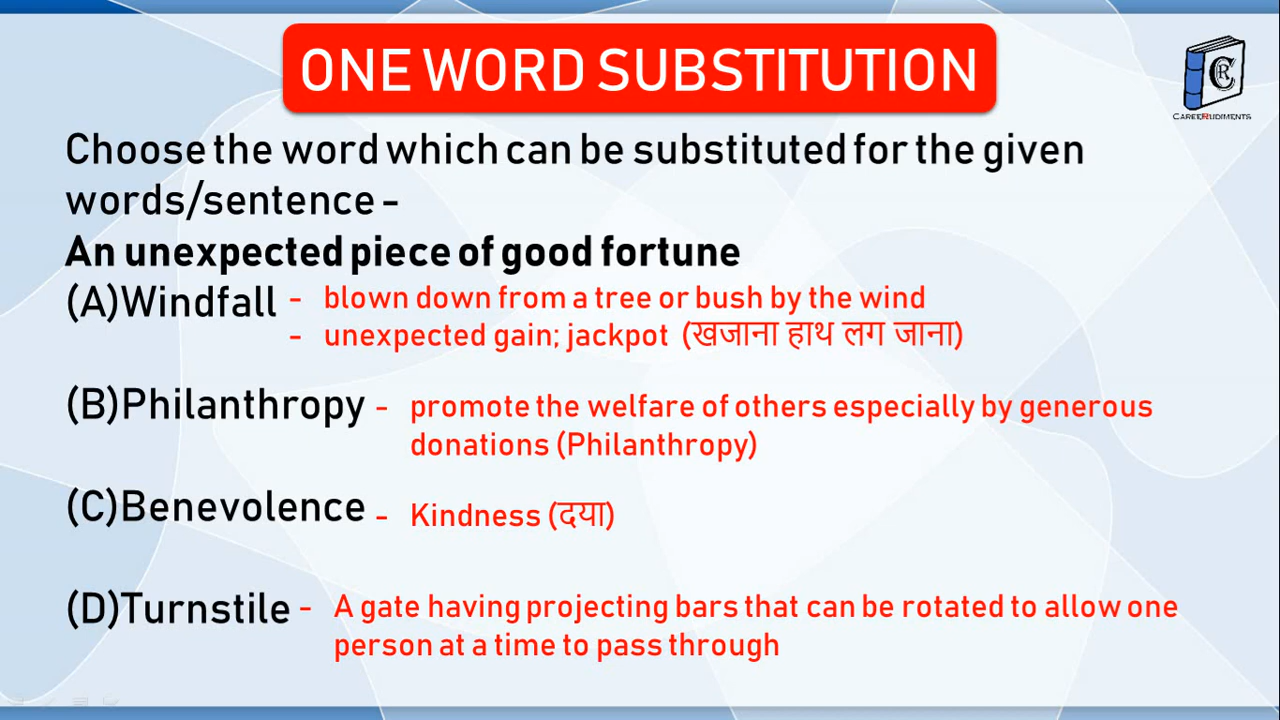 ONE WORD SUBSTITUTION
CAREERUDIMENTS
Choose the word which can be substituted for the given
words/sentence -
An unexpected piece of good fortune
(A)Windfall - blown down from a tree or bush by the wind
- unexpected gain; jackpot (खजाना हाथ लग जाना)
(B)Philanthropy - promote the welfare of others especially by generous
donations (Philanthropy)
(C)Benevolence - Kindness (दया)
(D)Turnstile - A gate having projecting bars that can be rotated to allow one
person at a time to pass through